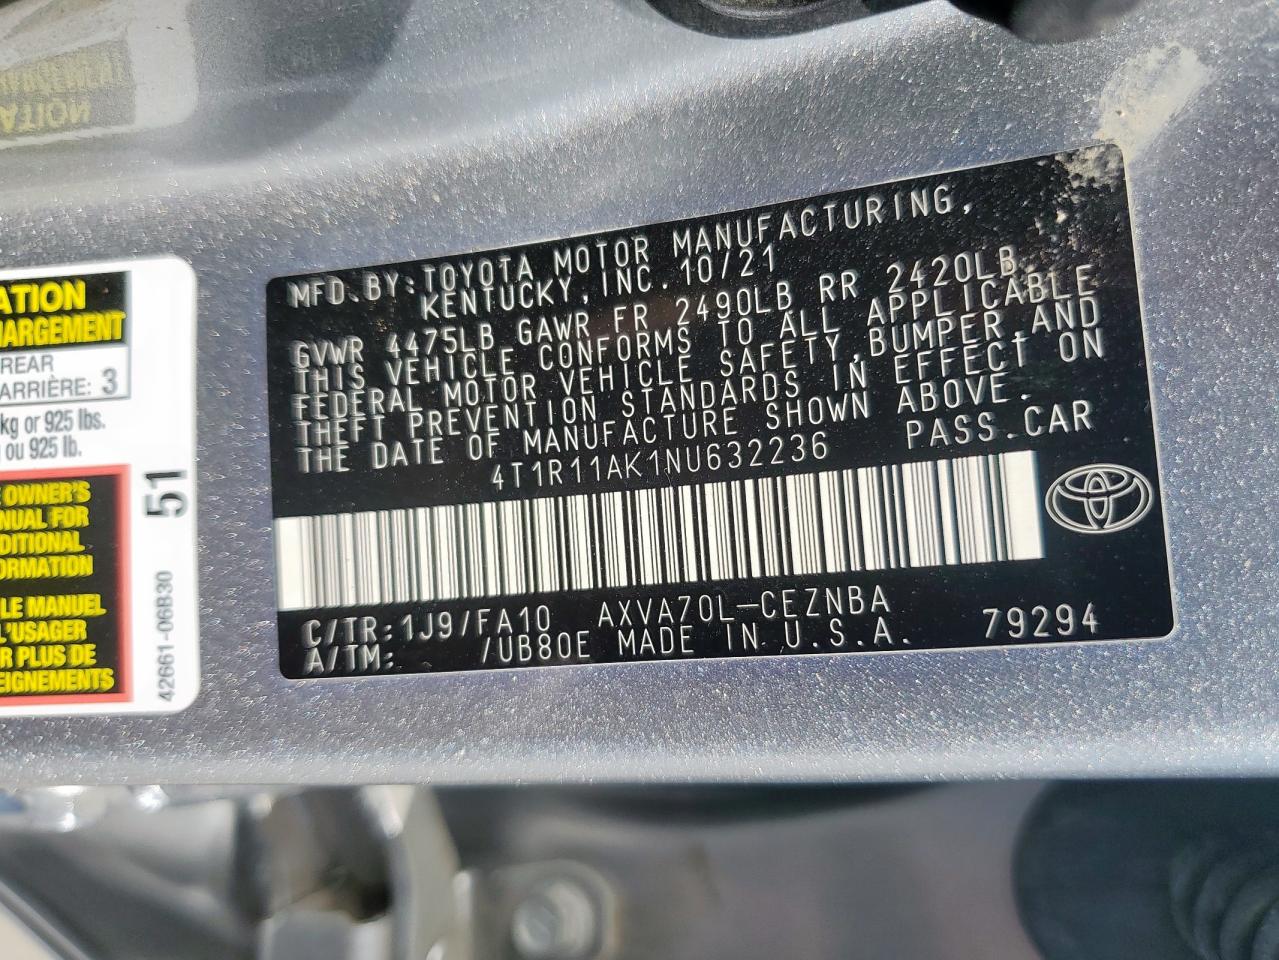 MFD.BY:TOYOTA MOTOR MANUFACTURING,
KENTUCKY, INC. 10/21
GVWR 4475LB GAWR FR 2490LB RR 2420LB
THIS VEHICLE CONFORMS TO ALL APPLICABLE
FEDERAL MOTOR VEHICLE SAFETY, BUMPER, AND
THEFT PREVENTION STANDARDS IN EFFECT ON
THE DATE OF MANUFACTURE SHOWN ABOVE.
4T1R11AK1NU632236 PASS.CAR
C/TR:1J9/FA10 AXVA70L-CEZNBA
A/TM: /UB80E MADE IN U.S.A. 79294
ATION
HARGEMENT
REAR
ARRIÈRE: 3
kg or 925 lbs.
ou 925 lb.
OWNER'S
NUAL FOR
DITIONAL
ORMATION
LE MANUEL
L'USAGER
R PLUS DE
EIGNEMENTS
51
42661-06B30